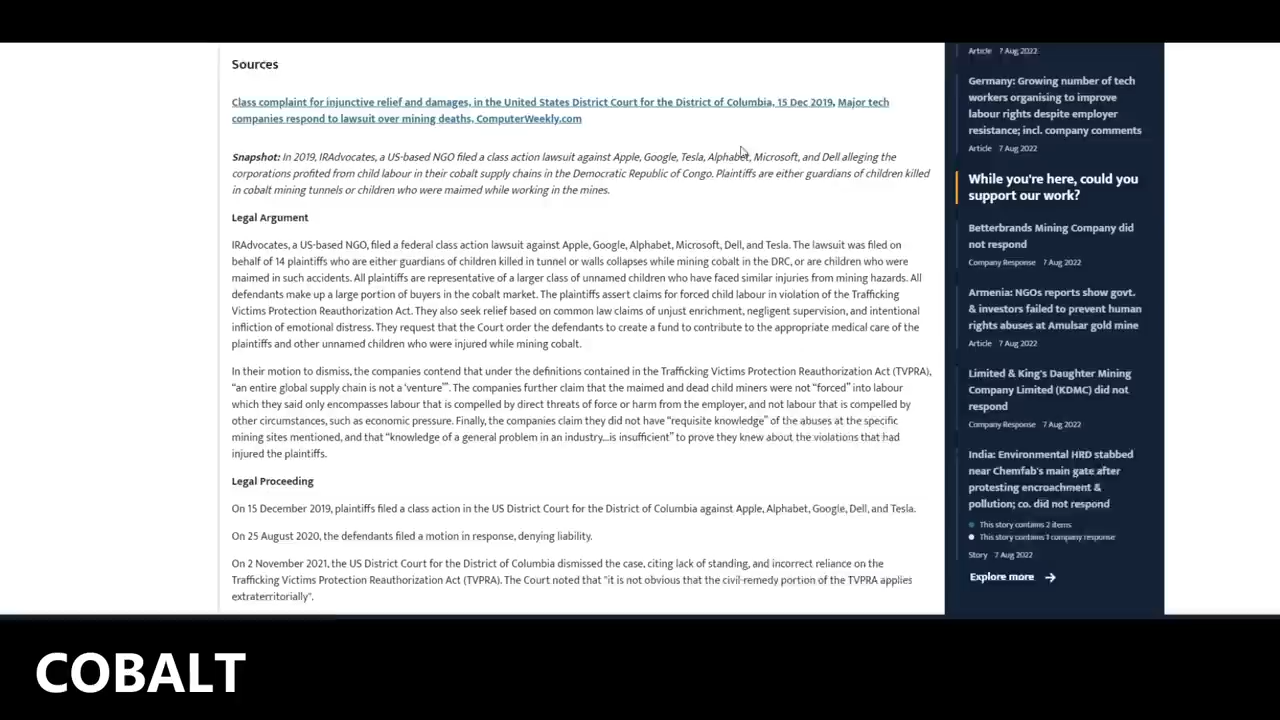 Sources
Class complaint for injunctive relief and damages, in the United States District Court for the District of Columbia, 15 Dec 2019, Major tech
companies respond to lawsuit over mining deaths, ComputerWeekly.com
Snapshot: In 2019, IRAdvocates, a US-based NGO filed a class action lawsuit against Apple, Google, Tesla, Alphabet, Microsoft, and Dell alleging the
corporations profited from child labour in their cobalt supply chains in the Democratic Republic of Congo. Plaintiffs are either guardians of children killed
in cobalt mining tunnels or children who were maimed while working in the mines.
Legal Argument
IRAdvocates, a US-based NGO, filed a federal class action lawsuit against Apple, Google, Alphabet, Microsoft, Dell, and Tesla. The lawsuit was filed on
behalf of 14 plaintiffs who are either guardians of children killed in tunnel or walls collapses while mining cobalt in the DRC, or are children who were
maimed in such accidents. All plaintiffs are representative of a larger class of unnamed children who have faced similar injuries from mining hazards. All
defendants make up a large portion of buyers in the cobalt market. The plaintiffs assert claims for forced child labour in violation of the Trafficking
Victims Protection Reauthorization Act. They also seek relief based on common law claims of unjust enrichment, negligent supervision, and intentional
infliction of emotional distress. They request that the Court order the defendants to create a fund to contribute to the appropriate medical care of the
plaintiffs and other unnamed children who were injured while mining cobalt.
In their motion to dismiss, the companies contend that under the definitions contained in the Trafficking Victims Protection Reauthorization Act (TVPRA),
“an entire global supply chain is not a ‘venture’”. The companies further claim that the maimed and dead child miners were not “forced” into labour
which they said only encompasses labour that is compelled by direct threats of force or harm from the employer, and not labour that is compelled by
other circumstances, such as economic pressure. Finally, the companies claim they did not have “requisite knowledge” of the abuses at the specific
mining sites mentioned, and that “knowledge of a general problem in an industry...is insufficient” to prove they knew about the violations that had
injured the plaintiffs.
Legal Proceeding
On 15 December 2019, plaintiffs filed a class action in the US District Court for the District of Columbia against Apple, Alphabet, Google, Dell, and Tesla.
On 25 August 2020, the defendants filed a motion in response, denying liability.
On 2 November 2021, the US District Court for the District of Columbia dismissed the case, citing lack of standing, and incorrect reliance on the
Trafficking Victims Protection Reauthorization Act (TVPRA). The Court noted that "it is not obvious that the civil-remedy portion of the TVPRA applies
extraterritorially".
Article 7 Aug 2022
Germany: Growing number of tech
workers organising to improve
labour rights despite employer
resistance; incl. company comments
Article 7 Aug 2022
While you're here, could you
support our work?
Betterbrands Mining Company did
not respond
Company Response 7 Aug 2022
Armenia: NGOs reports show govt.
& investors failed to prevent human
rights abuses at Amulsar gold mine
Article 7 Aug 2022
Limited & King's Daughter Mining
Company Limited (KDMC) did not
respond
Company Response 7 Aug 2022
India: Environmental HRD stabbed
near Chemfab's main gate after
protesting encroachment &
pollution; co. did not respond
This story contains 2 items
This story contains 1 company response
Story 7 Aug 2022
Explore more
COBALT